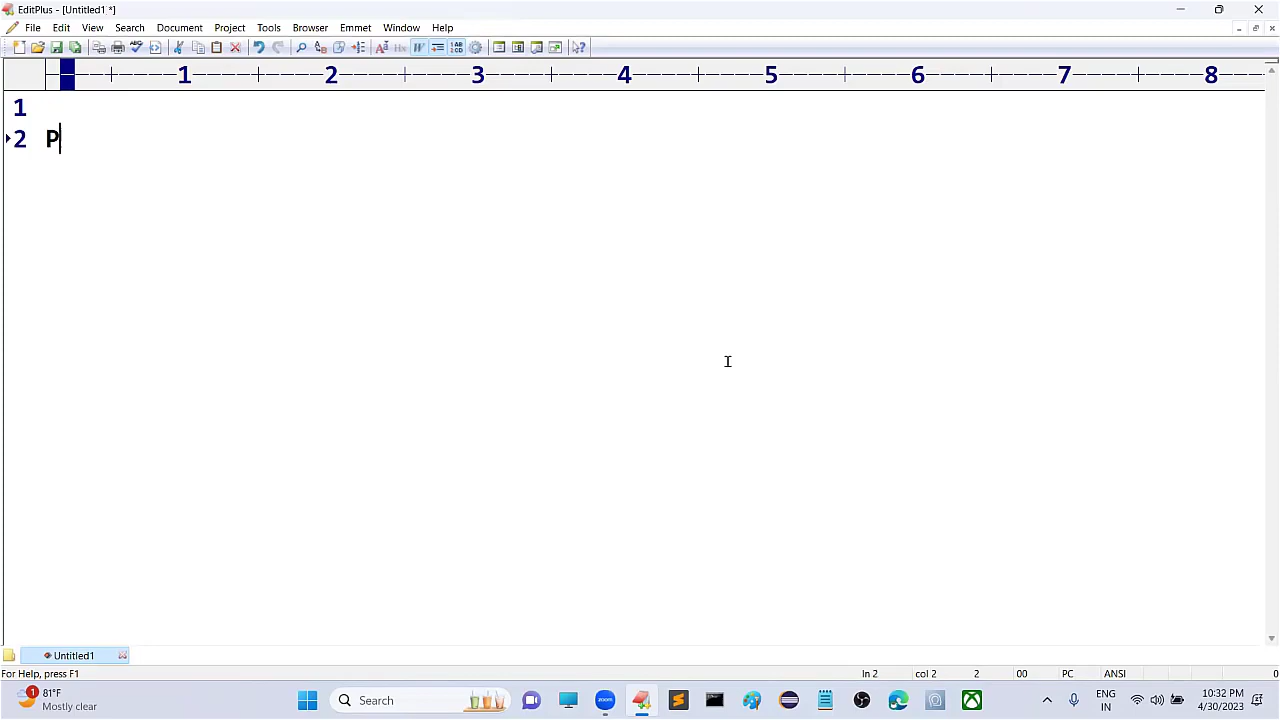 EditPlus - [Untitled1 *]
File Edit View Search Document Project Tools Browser Emmet Window Help
1 2 3 4 5 6 7 8
1
2 P
Untitled1
For Help, press F1 ln 2 col 2 2 00 PC ANSI 0
1 81°F Search ENG 10:32 PM
Mostly clear IN 4/30/2023